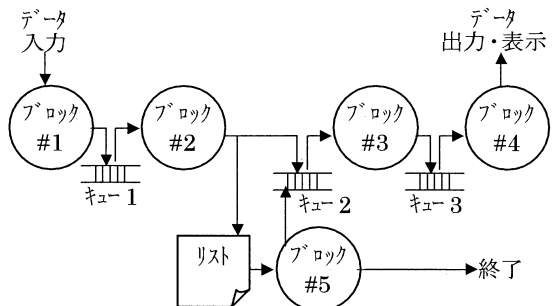 データ
入力
データ
出力・表示
ブロック
#1
ブロック
#2
ブロック
#3
ブロック
#4
キュー1
キュー2
キュー3
リスト
ブロック
#5
終了